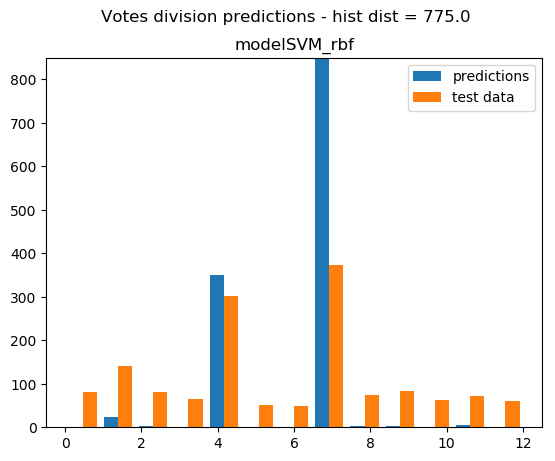 Votes division predictions - hist dist = 775.0
modelSVM_rbf
predictions
test data
800
700
600
500
400
300
200
100
0
0 2 4 6 8 10 12